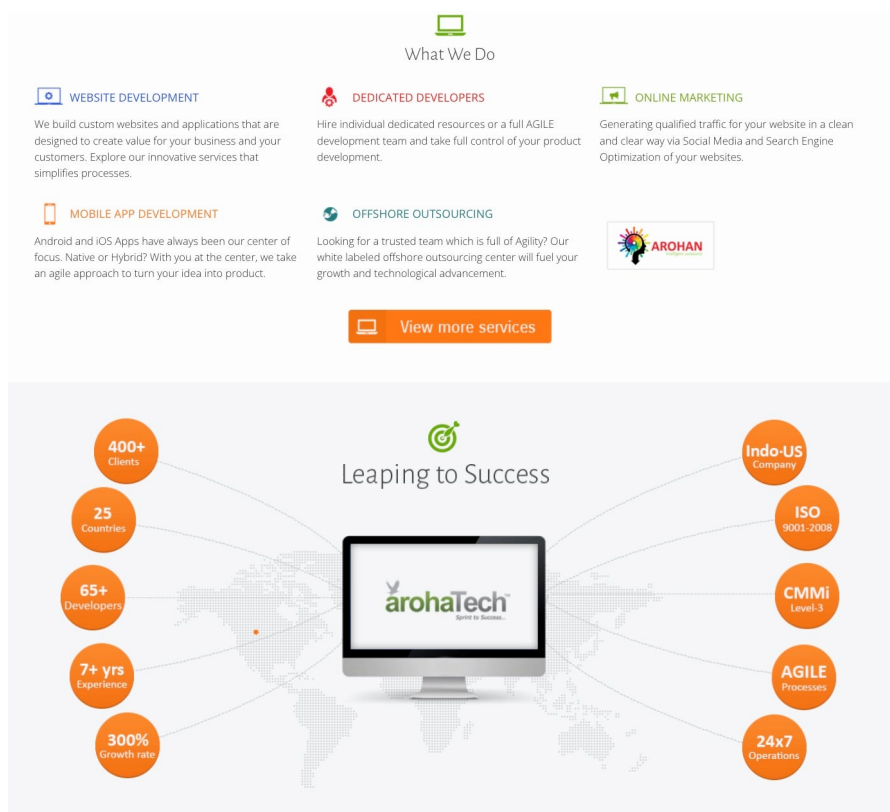 What We Do
WEBSITE DEVELOPMENT
We build custom websites and applications that are
designed to create value for your business and your
customers. Explore our innovative services that
simplifies processes.
DEDICATED DEVELOPERS
Hire individual dedicated resources or a full AGILE
development team and take full control of your product
development.
ONLINE MARKETING
Generating qualified traffic for your website in a clean
and clear way via Social Media and Search Engine
Optimization of your websites.
MOBILE APP DEVELOPMENT
Android and iOS Apps have always been our center of
focus. Native or Hybrid? With you at the center, we take
an agile approach to turn your idea into product.
OFFSHORE OUTSOURCING
Looking for a trusted team which is full of Agility? Our
white labeled offshore outsourcing center will fuel your
growth and technological advancement.
AROHAN
View more services
Leaping to Success
400+
Clients
25
Countries
65+
Developers
7+ yrs
Experience
300%
Growth rate
arohaTech
Sprint to Success...
Indo-US
Company
ISO
9001-2008
CMMi
Level-3
AGILE
Processes
24x7
Operations